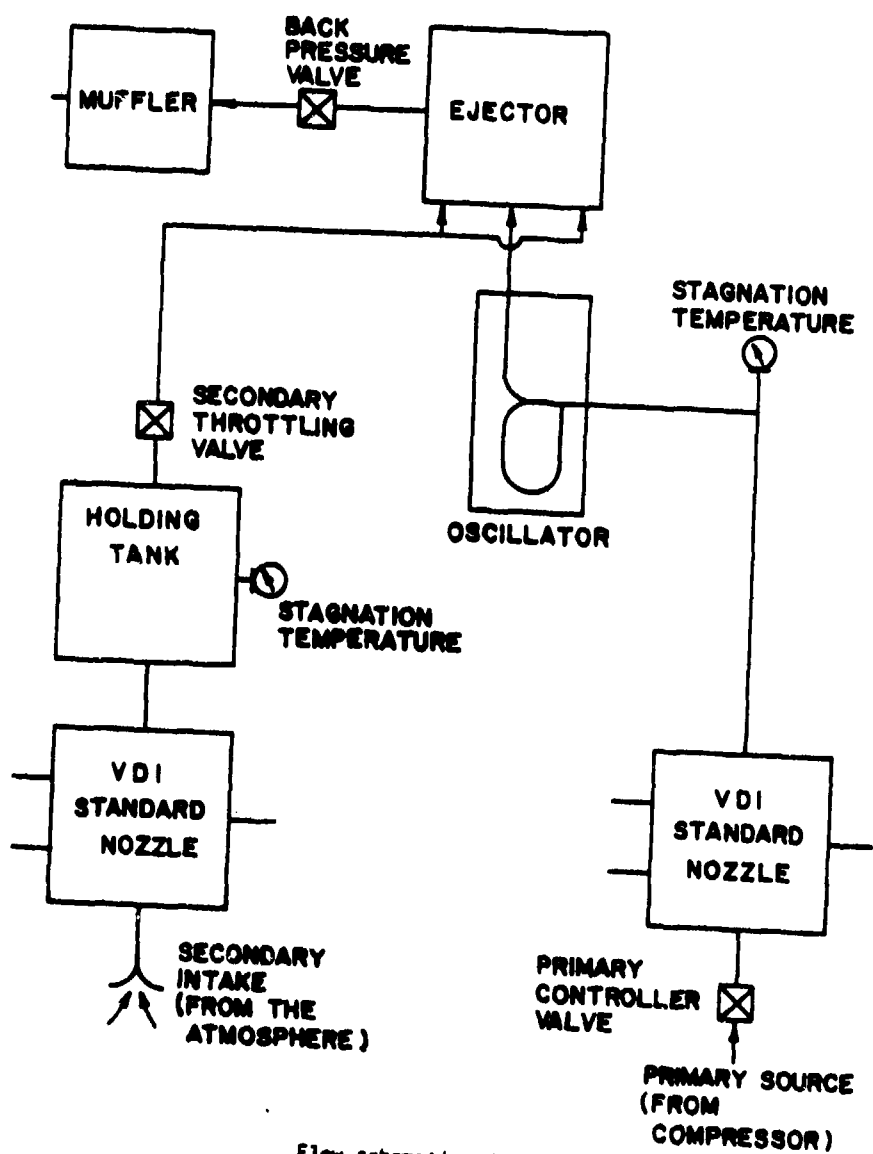 BACK
PRESSURE
VALVE
MUFFLER
EJECTOR
STAGNATION
TEMPERATURE
SECONDARY
THROTTLING
VALVE
HOLDING
TANK
OSCILLATOR
STAGNATION
TEMPERATURE
VDI
STANDARD
NOZZLE
VDI
STANDARD
NOZZLE
SECONDARY
INTAKE
(FROM THE
ATMOSPHERE)
PRIMARY
CONTROLLER
VALVE
PRIMARY SOURCE
(FROM
COMPRESSOR)
Flow